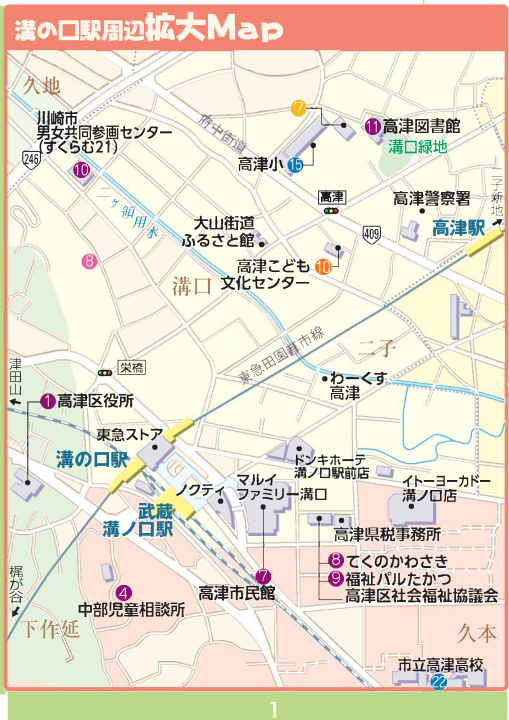 溝の口駅周辺拡大Map
久地
川崎市
男女共同参画センター
(すくらむ21)
246
10
二ヶ領用水
府中街道
7
11 高津図書館
溝口緑地
高津小 15
高津
409
高津警察署
二子新地
高津駅
大山街道
ふるさと館
高津こども 10
文化センター
8
溝口
東急田園都市線
二子
栄橋
わーくす
高津
津田山
1 高津区役所
東急ストア
溝の口駅
ノクティ
マルイ
ファミリー溝口
ドンキホーテ
溝ノ口駅前店
イトーヨーカドー
溝ノ口店
武蔵
溝ノ口駅
高津県税事務所
8 てくのかわさき
9 福祉パルたかつ
高津区社会福祉協議会
7
高津市民館
梶が谷
4
中部児童相談所
下作延
久本
市立高津高校
22
1